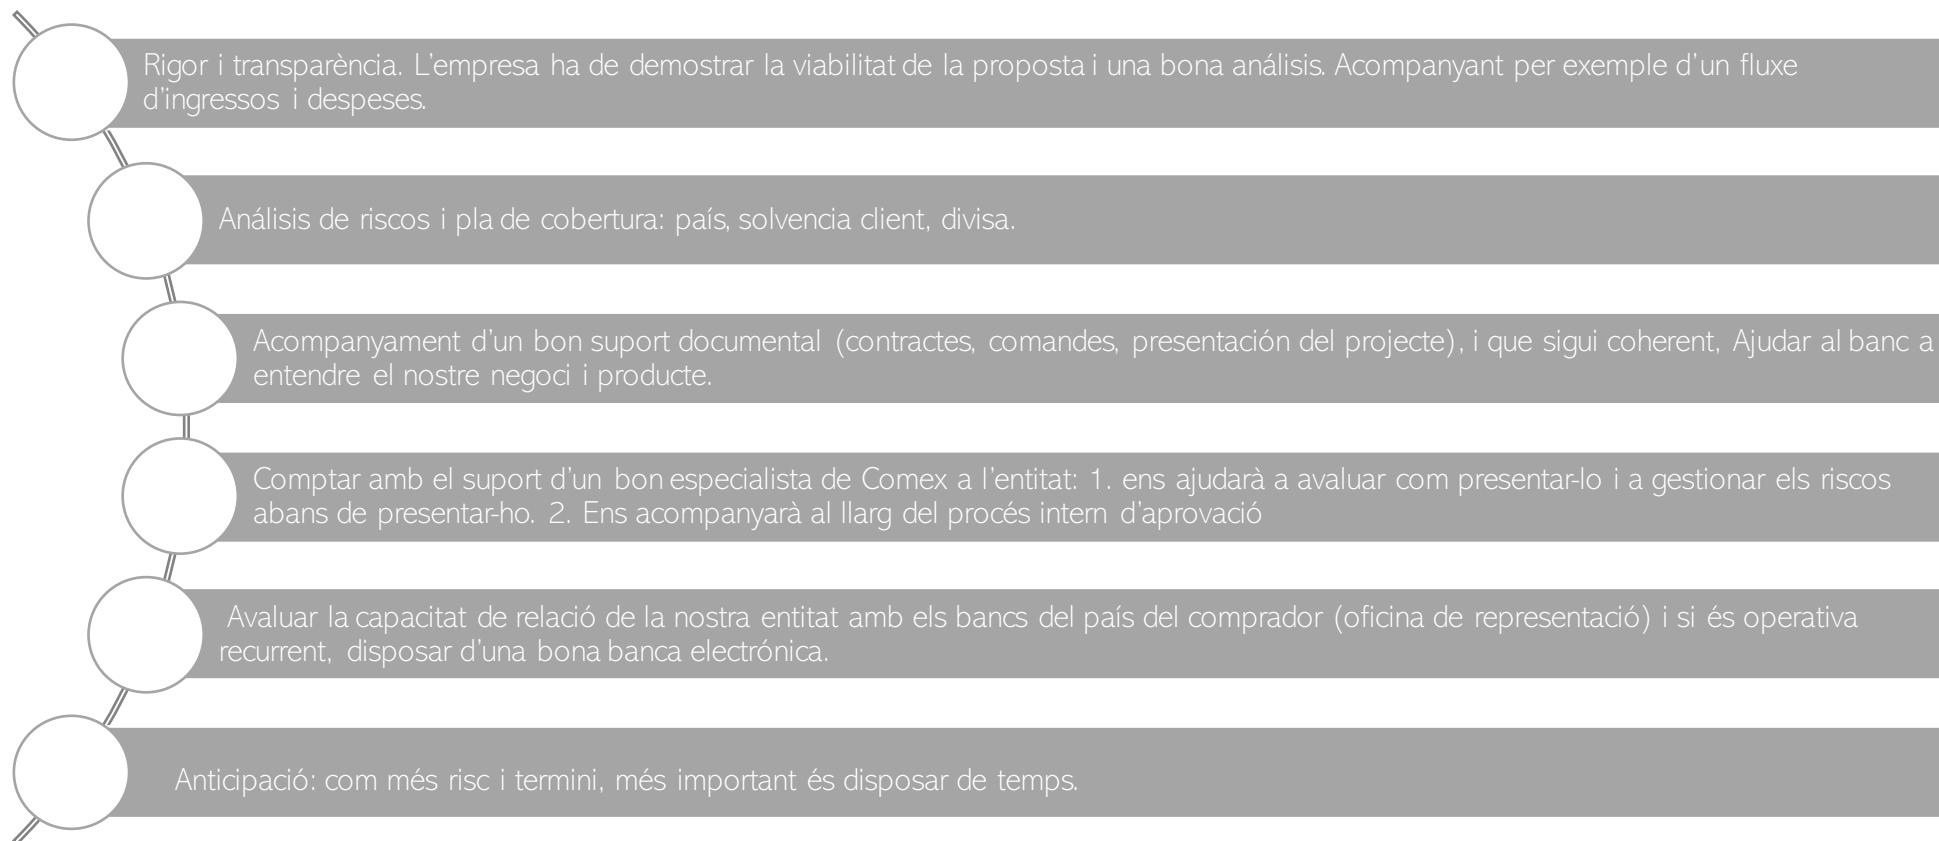 Rigor i transparència. L'empresa ha de demostrar la viabilitat de la proposta i una bona anàlisis. Acompanyant per exemple d'un fluxe
d'ingressos i despeses.
Análisis de riscos i pla de cobertura: país, solvencia client, divisa.
Acompanyament d'un bon suport documental (contractes, comandes, presentación del projecte), i que sigui coherent, Ajudar al banc a
entendre el nostre negoci i producte.
Comptar amb el suport d'un bon especialista de Comex a l'entitat: 1. ens ajudarà a avaluar com presentar-lo i a gestionar els riscos
abans de presentar-ho. 2. Ens acompanyarà al llarg del procés intern d'aprovació
Avaluar la capacitat de relació de la nostra entitat amb els bancs del país del comprador (oficina de representació) i si és operativa
recurrent, disposar d'una bona banca electrónica.
Anticipació: com més risc i termini, més important és disposar de temps.